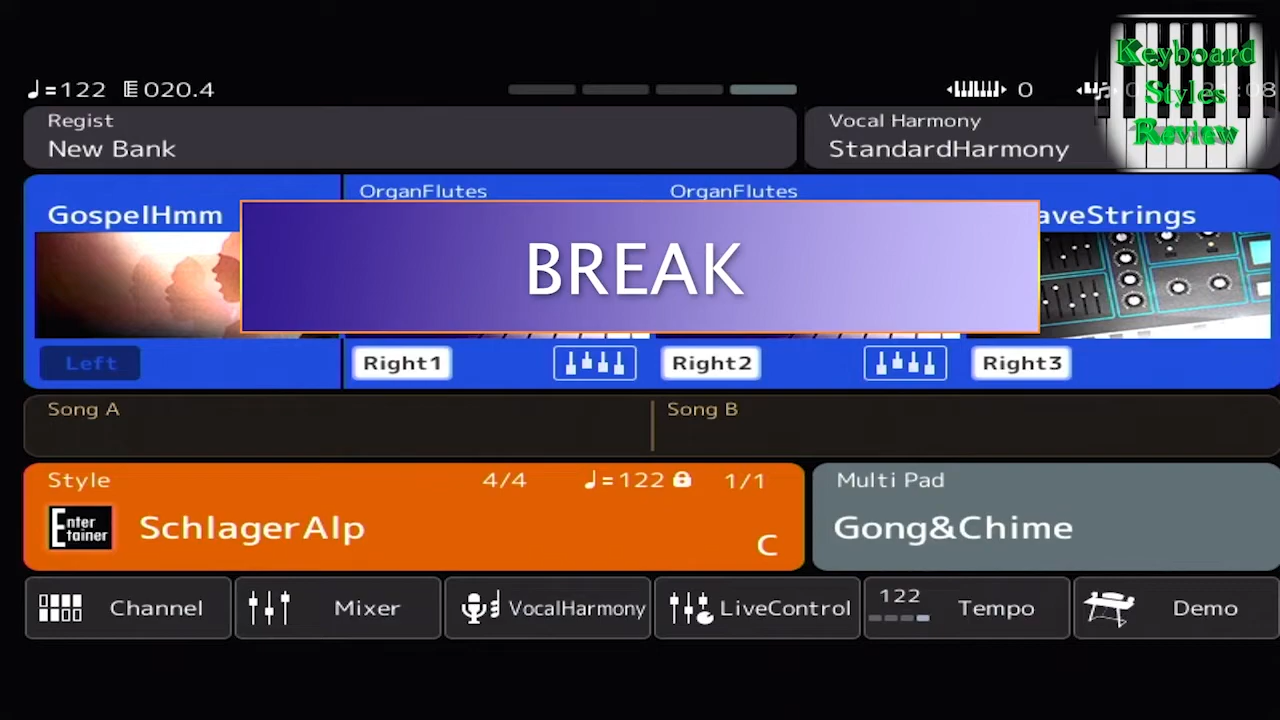 Keyboard
Styles
Review
♩=122 020.4
0
:08
Regist
New Bank
Vocal Harmony
StandardHarmony
GospelHmm
OrganFlutes
OrganFlutes
aveStrings
BREAK
Left
Right1
Right2
Right3
Song A
Song B
Style
4/4 ♩=122 1/1
Enter
tainer
SchlagerAlp
C
Multi Pad
Gong&Chime
Channel
Mixer
VocalHarmony
LiveControl
122
Tempo
Demo